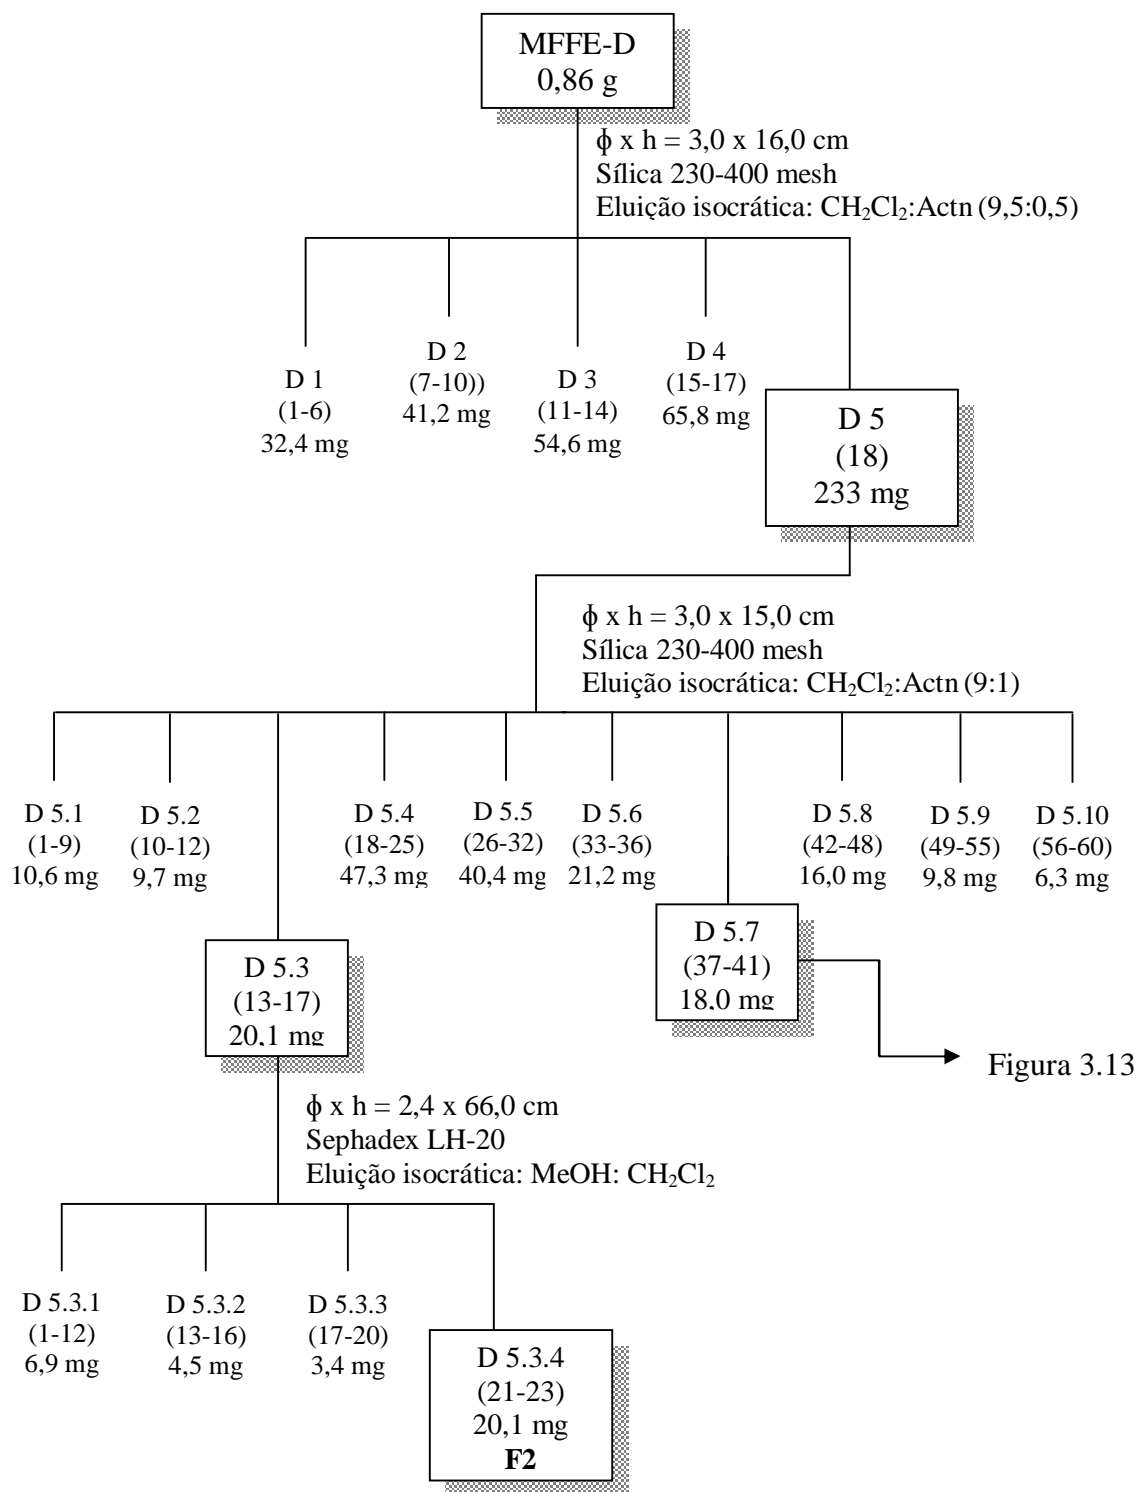 MFFE-D
0,86 g
ϕ x h = 3,0 x 16,0 cm
Sílica 230-400 mesh
Eluição isocrática: CH₂Cl₂:Actn (9,5:0,5)
D 1
(1-6)
32,4 mg
D 2
(7-10))
41,2 mg
D 3
(11-14)
54,6 mg
D 4
(15-17)
65,8 mg
D 5
(18)
233 mg
ϕ x h = 3,0 x 15,0 cm
Sílica 230-400 mesh
Eluição isocrática: CH₂Cl₂:Actn (9:1)
D 5.1
(1-9)
10,6 mg
D 5.2
(10-12)
9,7 mg
D 5.3
(13-17)
20,1 mg
D 5.4
(18-25)
47,3 mg
D 5.5
(26-32)
40,4 mg
D 5.6
(33-36)
21,2 mg
D 5.7
(37-41)
18,0 mg
D 5.8
(42-48)
16,0 mg
D 5.9
(49-55)
9,8 mg
D 5.10
(56-60)
6,3 mg
Figura 3.13
ϕ x h = 2,4 x 66,0 cm
Sephadex LH-20
Eluição isocrática: MeOH: CH₂Cl₂
D 5.3.1
(1-12)
6,9 mg
D 5.3.2
(13-16)
4,5 mg
D 5.3.3
(17-20)
3,4 mg
D 5.3.4
(21-23)
20,1 mg
F2